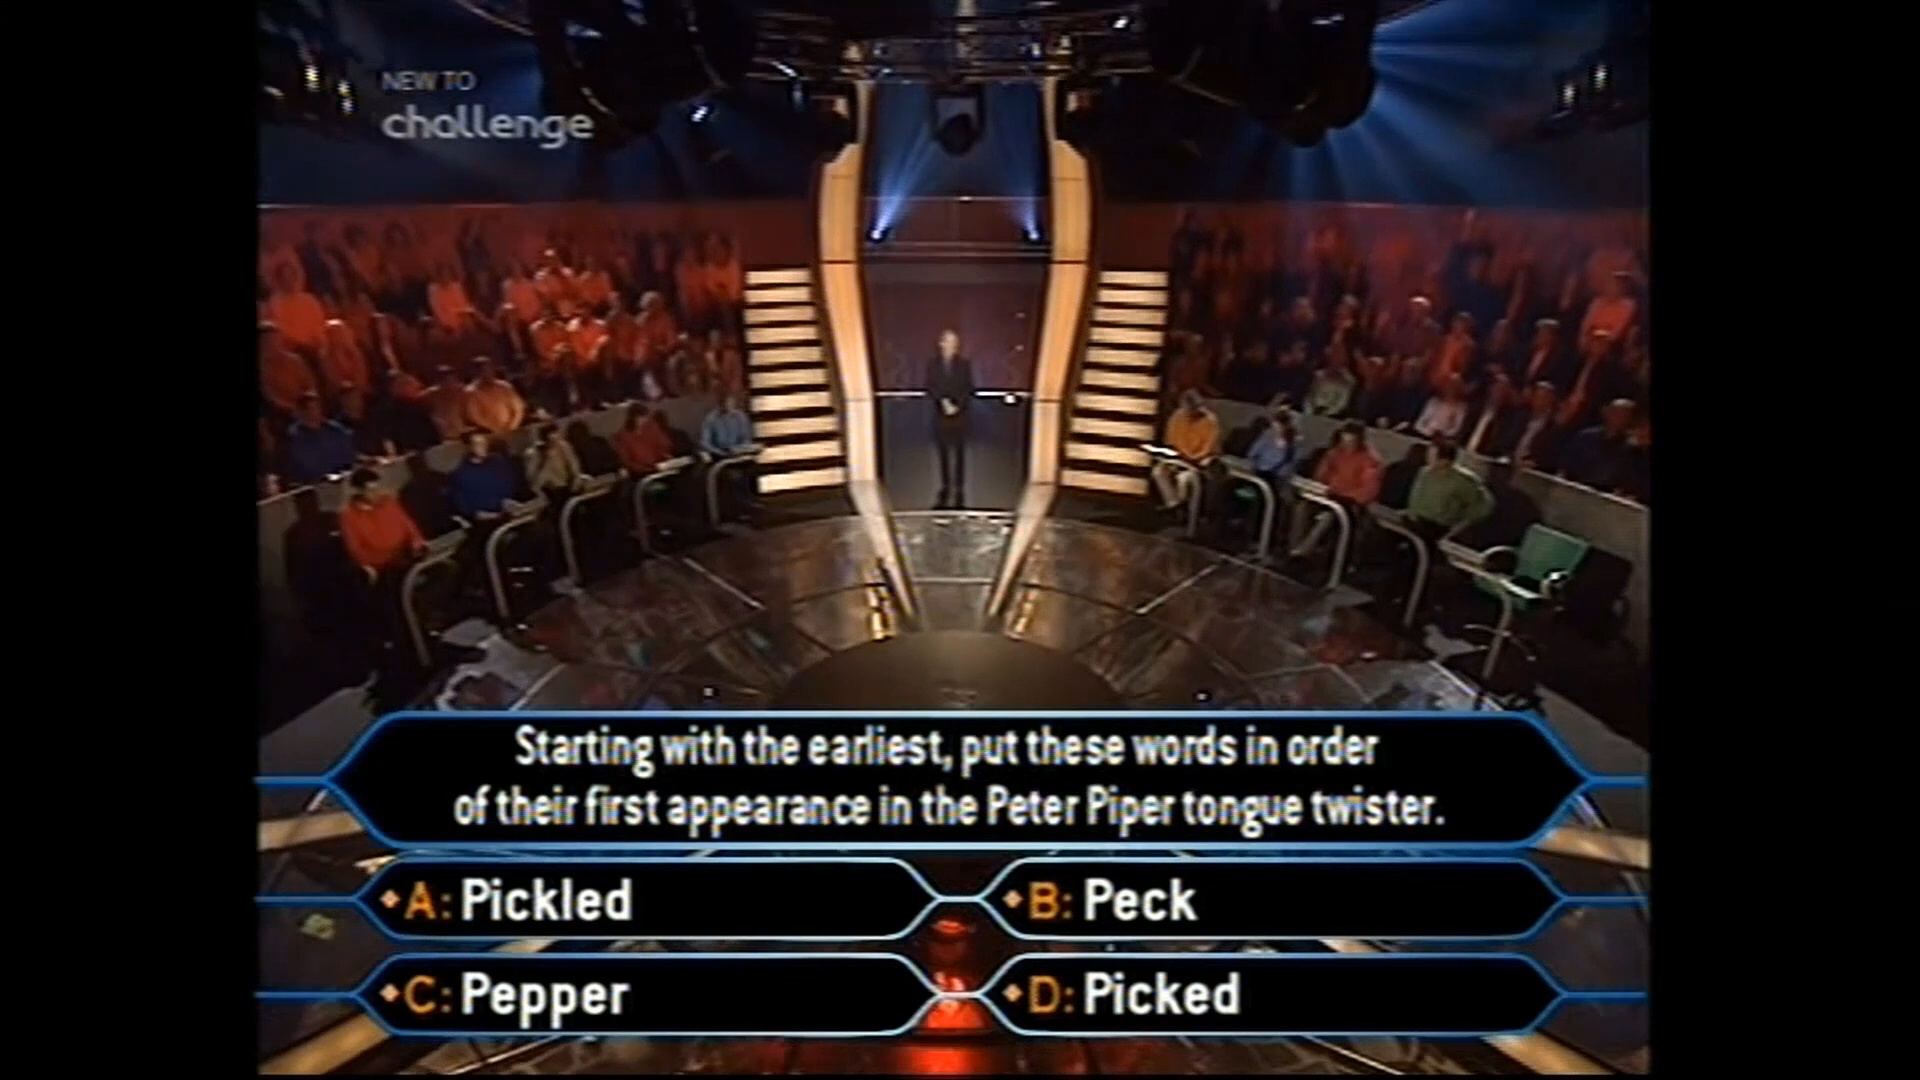 NEW TO
challenge
Starting with the earliest, put these words in order
of their first appearance in the Peter Piper tongue twister.
A: Pickled
B: Peck
C: Pepper
D: Picked